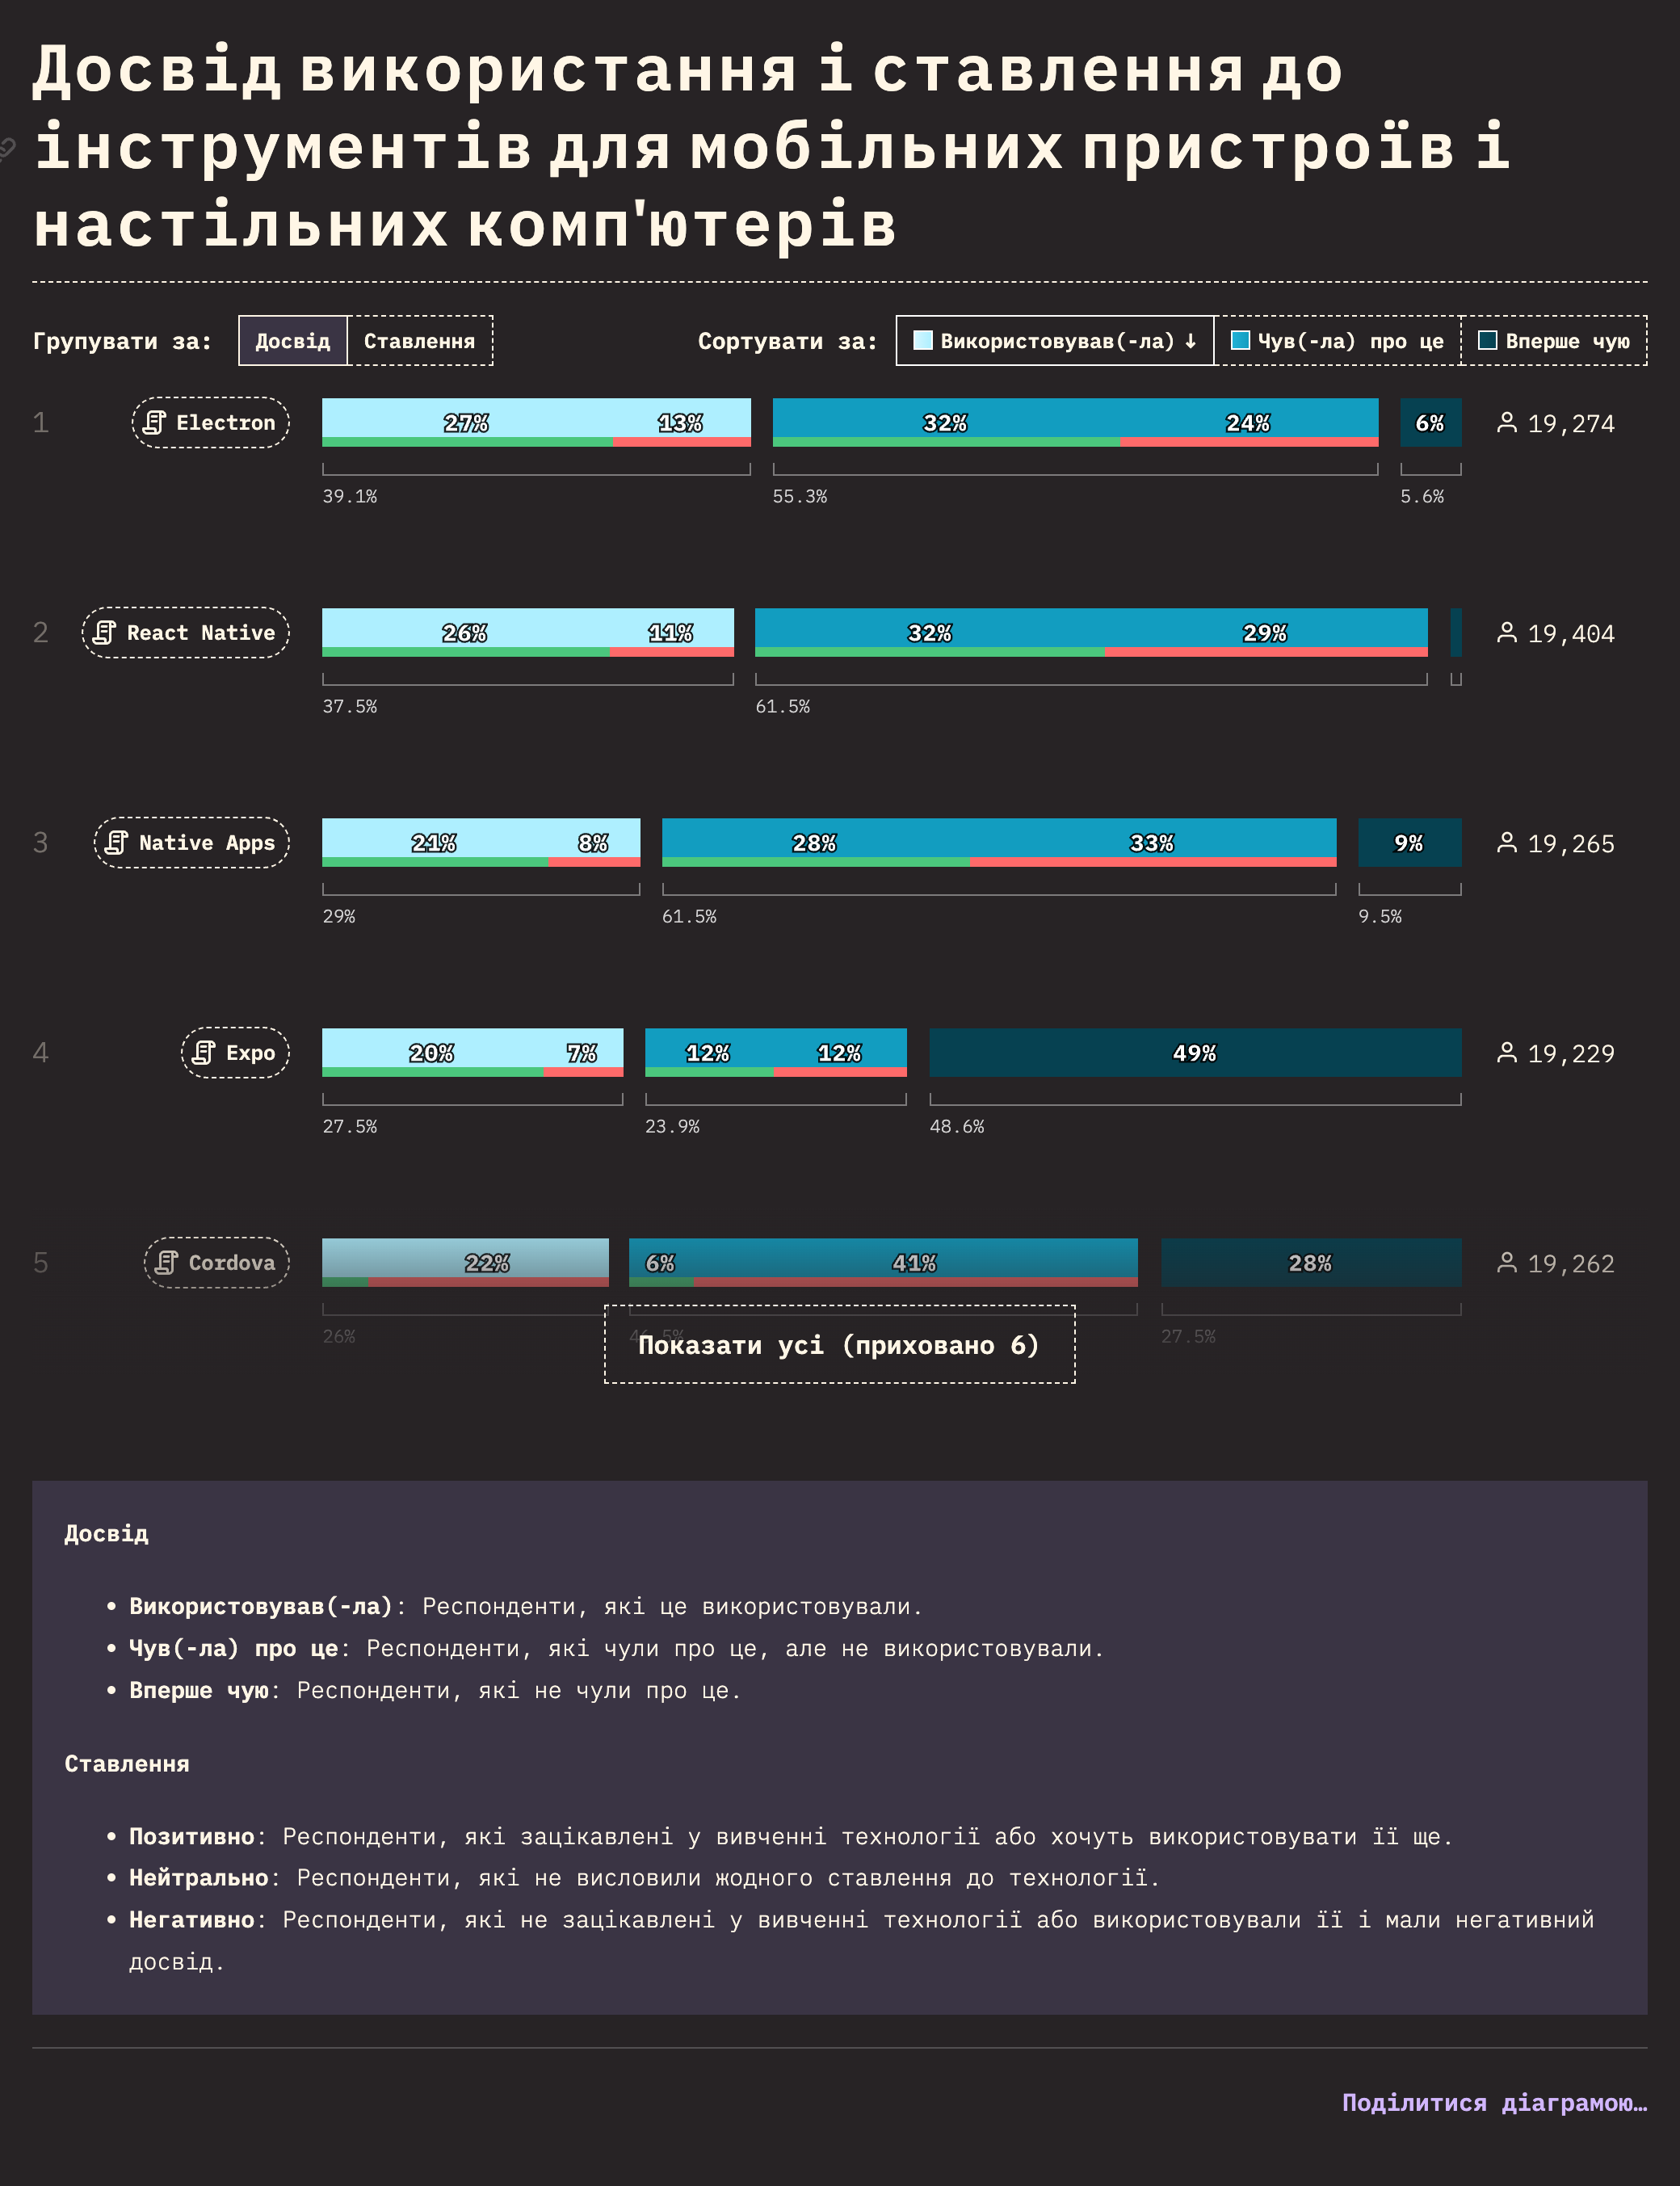 Досвід використання і ставлення до
інструментів для мобільних пристроїв і
настільних комп'ютерів
Групувати за: Досвід Ставлення Сортувати за: Використовував(-ла) ↓ Чув(-ла) про це Вперше чую
1 Electron 27% 13% 32% 24% 6% 19,274
39.1% 55.3% 5.6%
2 React Native 26% 11% 32% 29% 19,404
37.5% 61.5%
3 Native Apps 21% 8% 28% 33% 9% 19,265
29% 61.5% 9.5%
4 Expo 20% 7% 12% 12% 49% 19,229
27.5% 23.9% 48.6%
5 Cordova 22% 6% 41% 28% 19,262
26% 27.5%
Показати усі (приховано 6)
Досвід
• Використовував(-ла): Респонденти, які це використовували.
• Чув(-ла) про це: Респонденти, які чули про це, але не використовували.
• Вперше чую: Респонденти, які не чули про це.
Ставлення
• Позитивно: Респонденти, які зацікавлені у вивченні технології або хочуть використовувати її ще.
• Нейтрально: Респонденти, які не висловили жодного ставлення до технології.
• Негативно: Респонденти, які не зацікавлені у вивченні технології або використовували її і мали негативний
досвід.
Поділитися діаграмою…